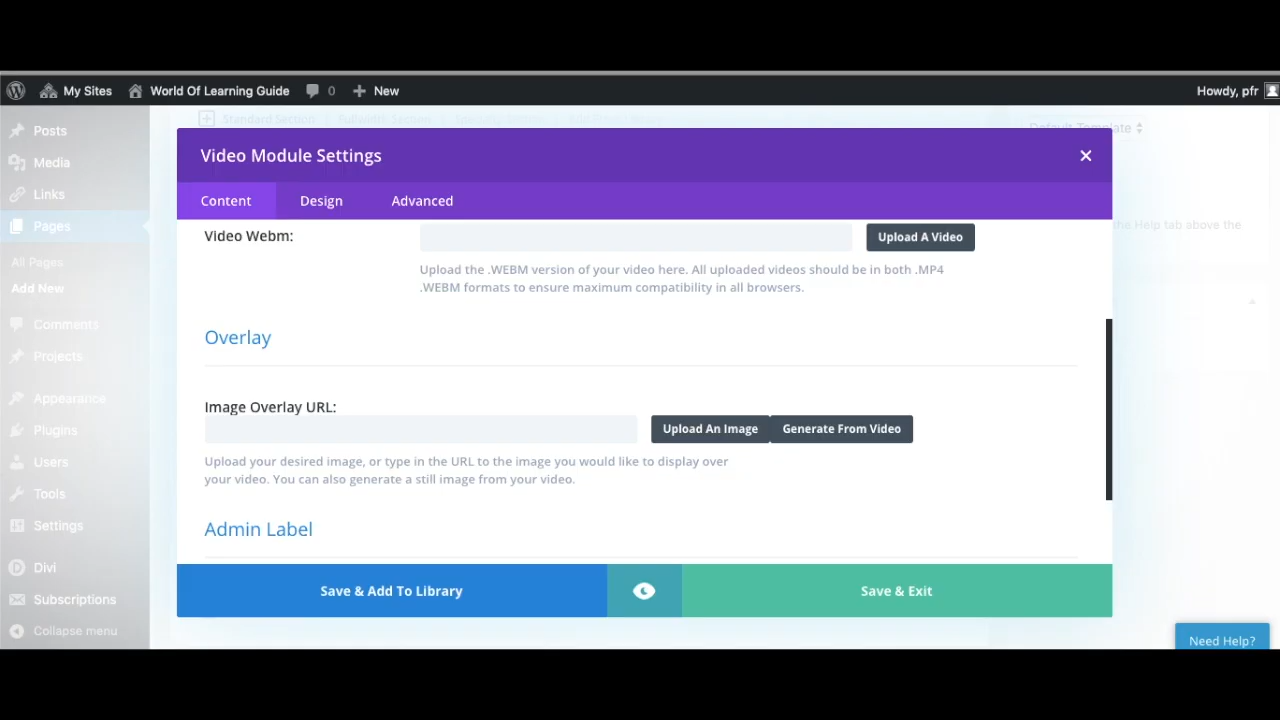 My Sites World Of Learning Guide 0 New Howdy, pfr
Standard Section Fullwidth Section Specialty Section Add From Library
Default Template
Posts
Media
Links
Pages
All Pages
Add New
Comments
Projects
Appearance
Plugins
Users
Tools
Settings
Divi
Subscriptions
Collapse menu
Video Module Settings
Content Design Advanced
Video Webm:
Upload A Video
Upload the .WEBM version of your video here. All uploaded videos should be in both .MP4
.WEBM formats to ensure maximum compatibility in all browsers.
Overlay
Image Overlay URL:
Upload An Image Generate From Video
Upload your desired image, or type in the URL to the image you would like to display over
your video. You can also generate a still image from your video.
Admin Label
Save & Add To Library
Save & Exit
the Help tab above the
Need Help?